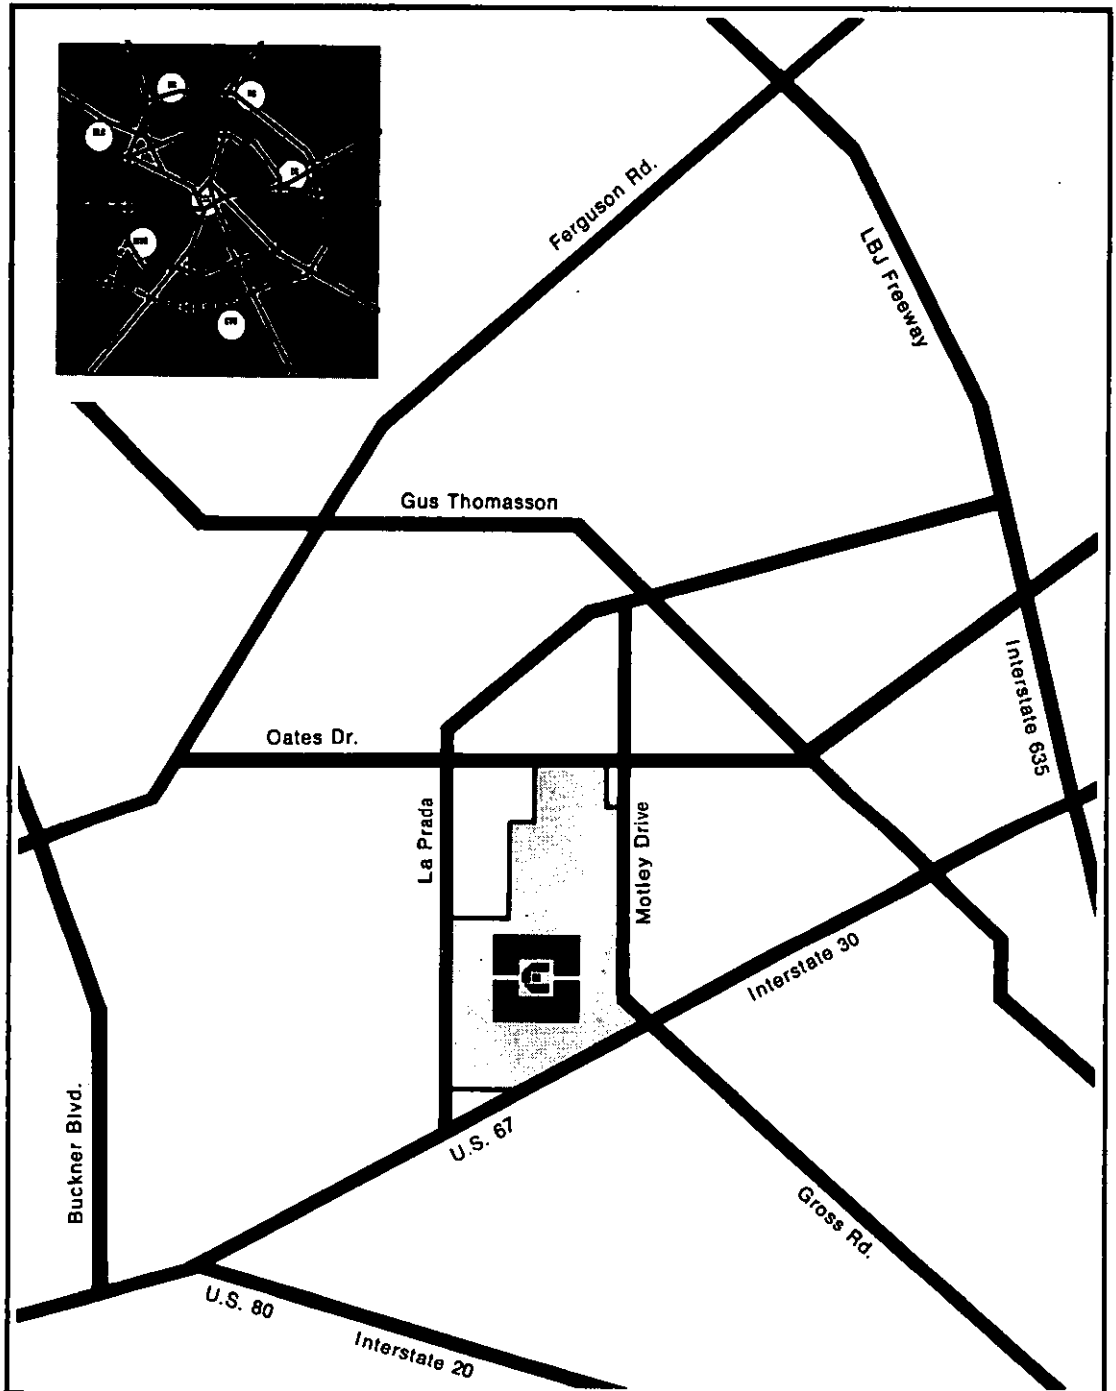 Ferguson Rd.
LBJ Freeway
Gus Thomasson
Interstate 635
Oates Dr.
La Prada
Motley Drive
Interstate 30
Buckner Blvd.
U.S. 67
Gross Rd.
U.S. 80
Interstate 20